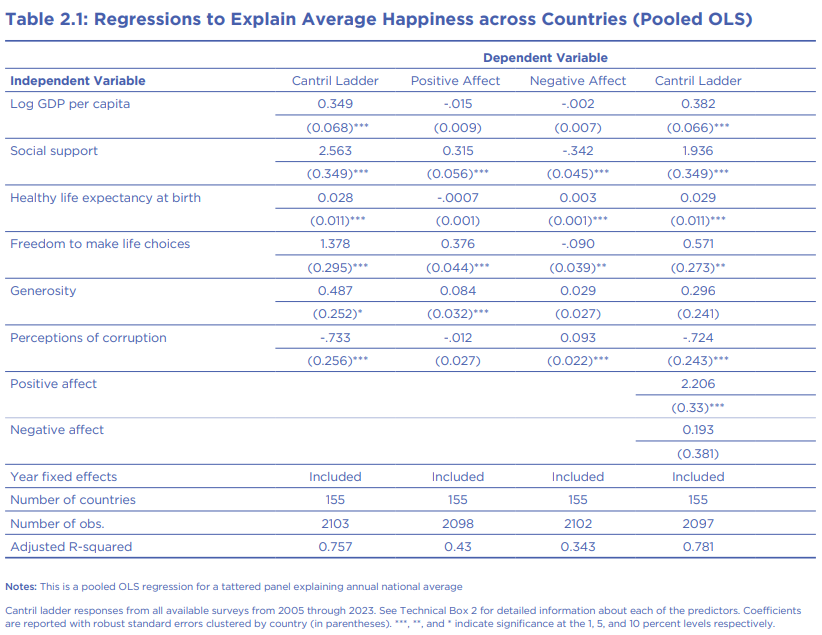 Table 2.1: Regressions to Explain Average Happiness across Countries (Pooled OLS)
Dependent Variable
Independent Variable Cantril Ladder Positive Affect Negative Affect Cantril Ladder
Log GDP per capita 0.349 -.015 -.002 0.382
(0.068)*** (0.009) (0.007) (0.066)***
Social support 2.563 0.315 -.342 1.936
(0.349)*** (0.056)*** (0.045)*** (0.349)***
Healthy life expectancy at birth 0.028 -.0007 0.003 0.029
(0.011)*** (0.001) (0.001)*** (0.011)***
Freedom to make life choices 1.378 0.376 -.090 0.571
(0.295)*** (0.044)*** (0.039)** (0.273)**
Generosity 0.487 0.084 0.029 0.296
(0.252)* (0.032)*** (0.027) (0.241)
Perceptions of corruption -.733 -.012 0.093 -.724
(0.256)*** (0.027) (0.022)*** (0.243)***
Positive affect 2.206
(0.33)***
Negative affect 0.193
(0.381)
Year fixed effects Included Included Included Included
Number of countries 155 155 155 155
Number of obs. 2103 2098 2102 2097
Adjusted R-squared 0.757 0.43 0.343 0.781
Notes: This is a pooled OLS regression for a tattered panel explaining annual national average
Cantril ladder responses from all available surveys from 2005 through 2023. See Technical Box 2 for detailed information about each of the predictors. Coefficients
are reported with robust standard errors clustered by country (in parentheses). ***, **, and * indicate significance at the 1, 5, and 10 percent levels respectively.